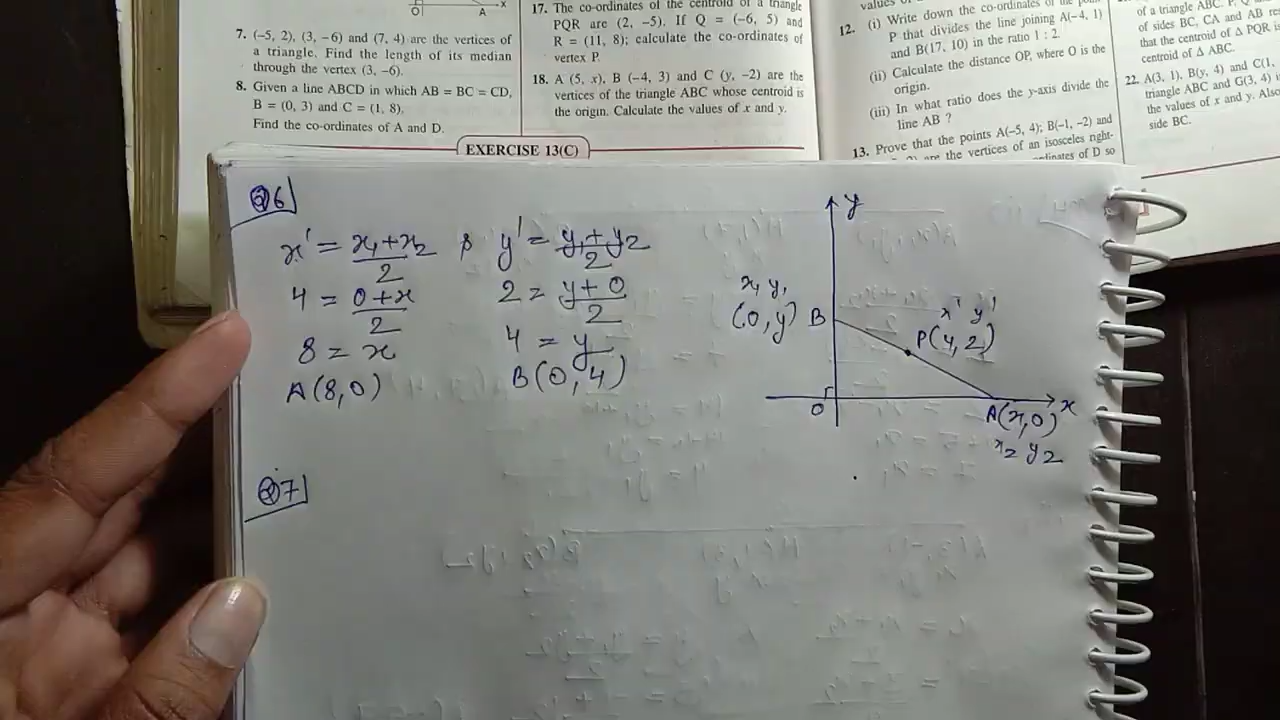 O A x
7. (–5, 2), (3, –6) and (7, 4) are the vertices of
a triangle. Find the length of its median
through the vertex (3, –6).
8. Given a line ABCD in which AB = BC = CD,
B = (0, 3) and C = (1, 8).
Find the co-ordinates of A and D.
17. The co-ordinates of the centroid of a triangle
PQR are (2, –5). If Q = (–6, 5) and
R = (11, 8); calculate the co-ordinates of
vertex P.
18. A (5, x), B (–4, 3) and C (y, –2) are the
vertices of the triangle ABC whose centroid is
the origin. Calculate the values of x and y.
EXERCISE 13(C)
12. (i) Write down the co-ordinates of the point
P that divides the line joining A(–4, 1)
and B(17, 10) in the ratio 1 : 2.
(ii) Calculate the distance OP, where O is the
origin.
(iii) In what ratio does the y-axis divide the
line AB ?
13. Prove that the points A(–5, 4); B(–1, –2) and
are the vertices of an isosceles right-
of D so
of a triangle ABC. P, Q
of sides BC, CA and AB
that the centroid of Δ PQR
centroid of Δ ABC.
22. A(3, 1), B(y, 4) and C(1,
triangle ABC and G(3, 4)
the values of x and y. Also
side BC.
Q6
x' = x1 + x2 / 2 & y' = y1 + y2 / 2
4 = 0 + x / 2 2 = y + 0 / 2
8 = x 4 = y
A(8,0) B(0,4)
y
x1 y1
(0, y) B
x' y'
P(4, 2)
O A(x,0) x
x2 y2
Q7